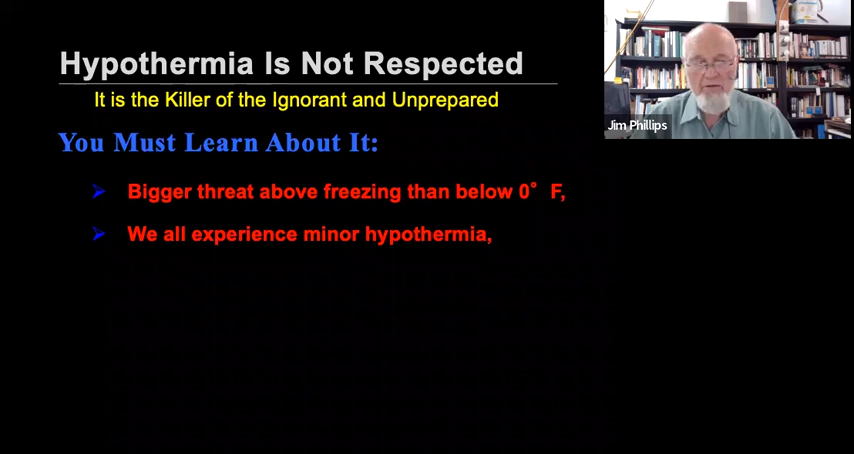 Hypothermia Is Not Respected
It is the Killer of the Ignorant and Unprepared
You Must Learn About It:
Bigger threat above freezing than below 0° F,
We all experience minor hypothermia,
Jim Phillips